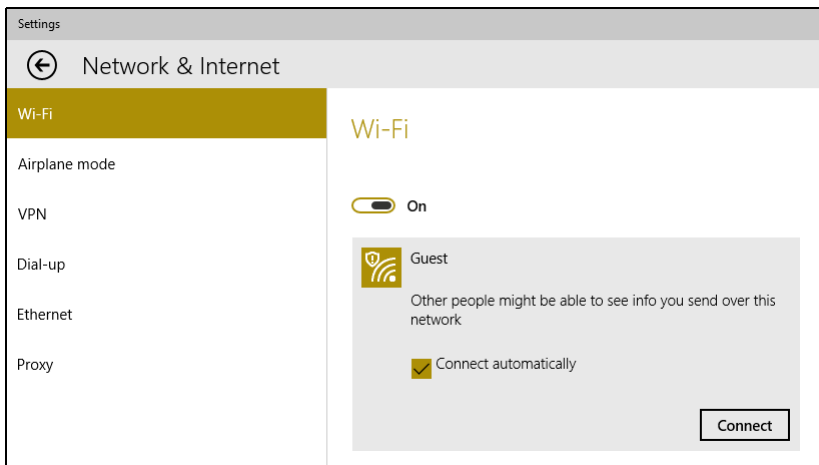 Settings
Network & Internet
Wi-Fi
Airplane mode
VPN
Dial-up
Ethernet
Proxy
Wi-Fi
On
Guest
Other people might be able to see info you send over this
network
Connect automatically
Connect